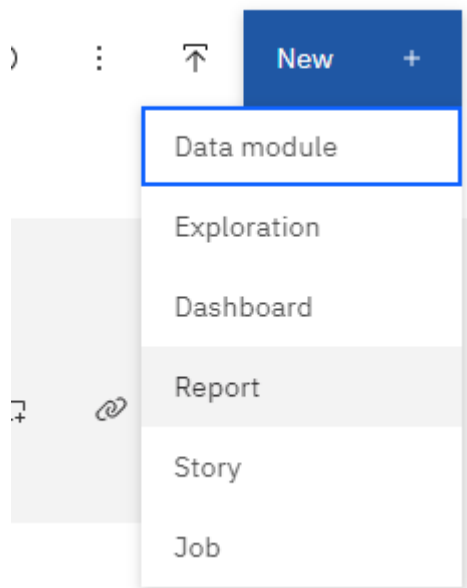 New +
Data module
Exploration
Dashboard
Report
Story
Job